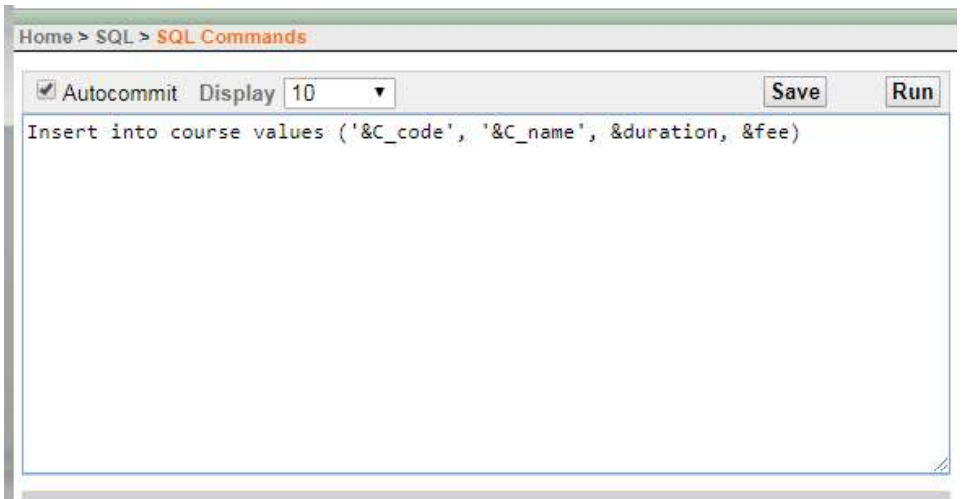 Home > SQL > SQL Commands
Autocommit Display 10 Save Run
Insert into course values ('&C_code', '&C_name', &duration, &fee)